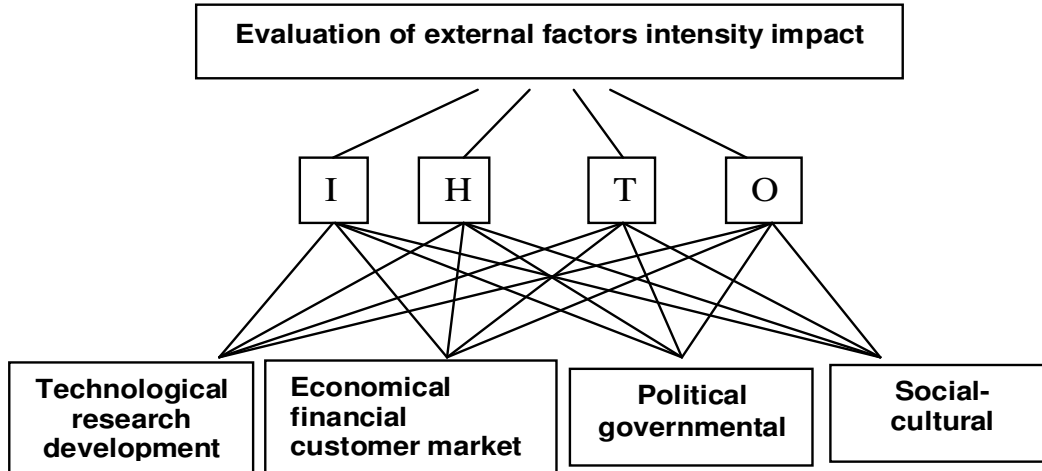 Evaluation of external factors intensity impact
I H T O
Technological
research
development
Economical
financial
customer market
Political
governmental
Social-
cultural